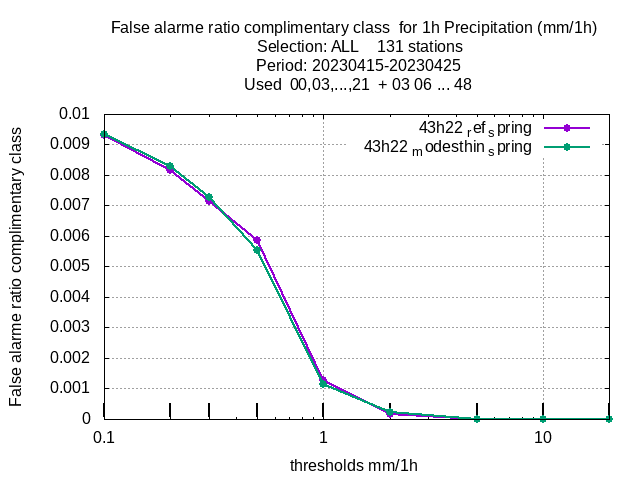 False alarme ratio complimentary class  for 1h Precipitation (mm/1h)
Selection: ALL    131 stations
Period: 20230415-20230425
Used  00,03,...,21  + 03 06 ... 48
43h22 ref spring
43h22 modesthin spring
False alarme ratio complimentary class
0.01
0.009
0.008
0.007
0.006
0.005
0.004
0.003
0.002
0.001
0
0.1 1 10
thresholds mm/1h